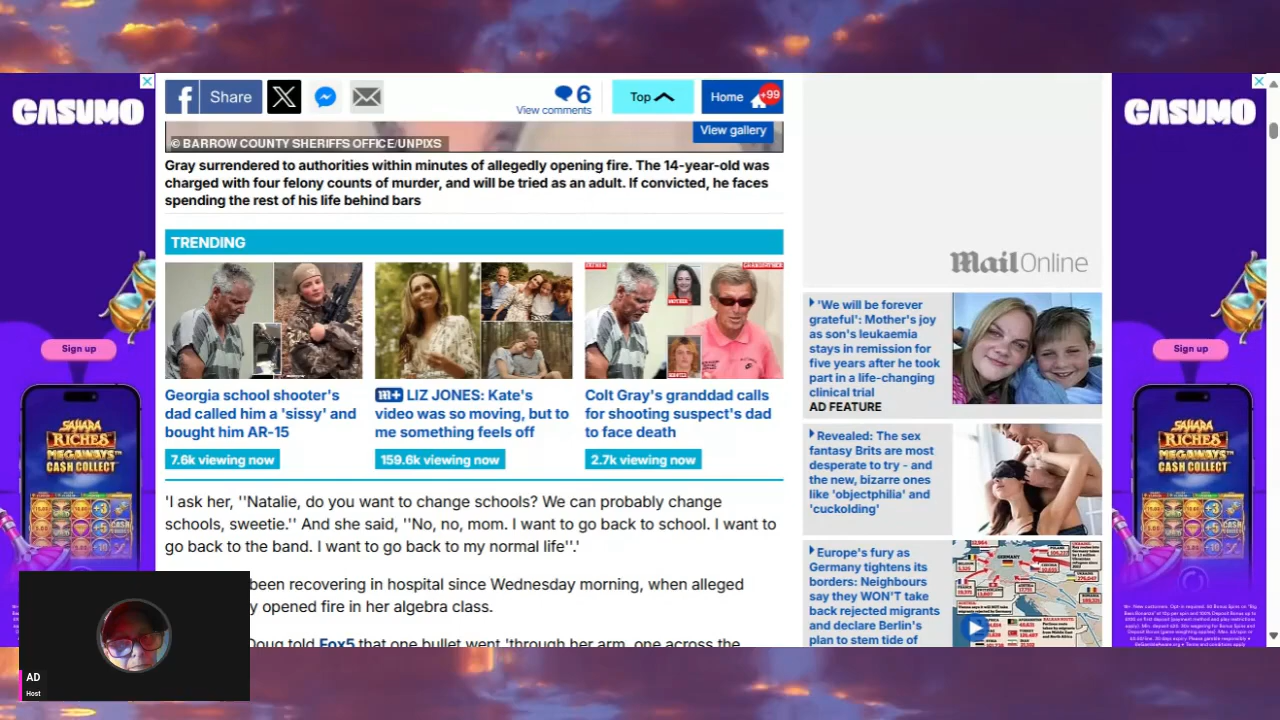 CASUMO
Share
6
View comments
Top
Home
+99
CASUMO
© BARROW COUNTY SHERIFFS OFFICE/UNPIXS
View gallery
Gray surrendered to authorities within minutes of allegedly opening fire. The 14-year-old was
charged with four felony counts of murder, and will be tried as an adult. If convicted, he faces
spending the rest of his life behind bars
TRENDING
Georgia school shooter's
dad called him a 'sissy' and
bought him AR-15
7.6k viewing now
m+ LIZ JONES: Kate's
video was so moving, but to
me something feels off
159.6k viewing now
Colt Gray's granddad calls
for shooting suspect's dad
to face death
2.7k viewing now
'I ask her, ''Natalie, do you want to change schools? We can probably change
schools, sweetie.'' And she said, ''No, no, mom. I want to go back to school. I want to
go back to the band. I want to go back to my normal life''.'
been recovering in hospital since Wednesday morning, when alleged
y opened fire in her algebra class.
Mail Online
'We will be forever
grateful': Mother's joy
as son's leukaemia
stays in remission for
five years after he took
part in a life-changing
clinical trial
AD FEATURE
Revealed: The sex
fantasy Brits are most
desperate to try - and
the new, bizarre ones
like 'objectphilia' and
'cuckolding'
Europe's fury as
Germany tightens its
borders: Neighbours
say they WON'T take
back rejected migrants
and declare Berlin's
plan to stem tide of
Sign up
SAHARA
RICHES
MEGAWAYS
CASH COLLECT
Sign up
SAHARA
RICHES
MEGAWAYS
CASH COLLECT
AD
Host